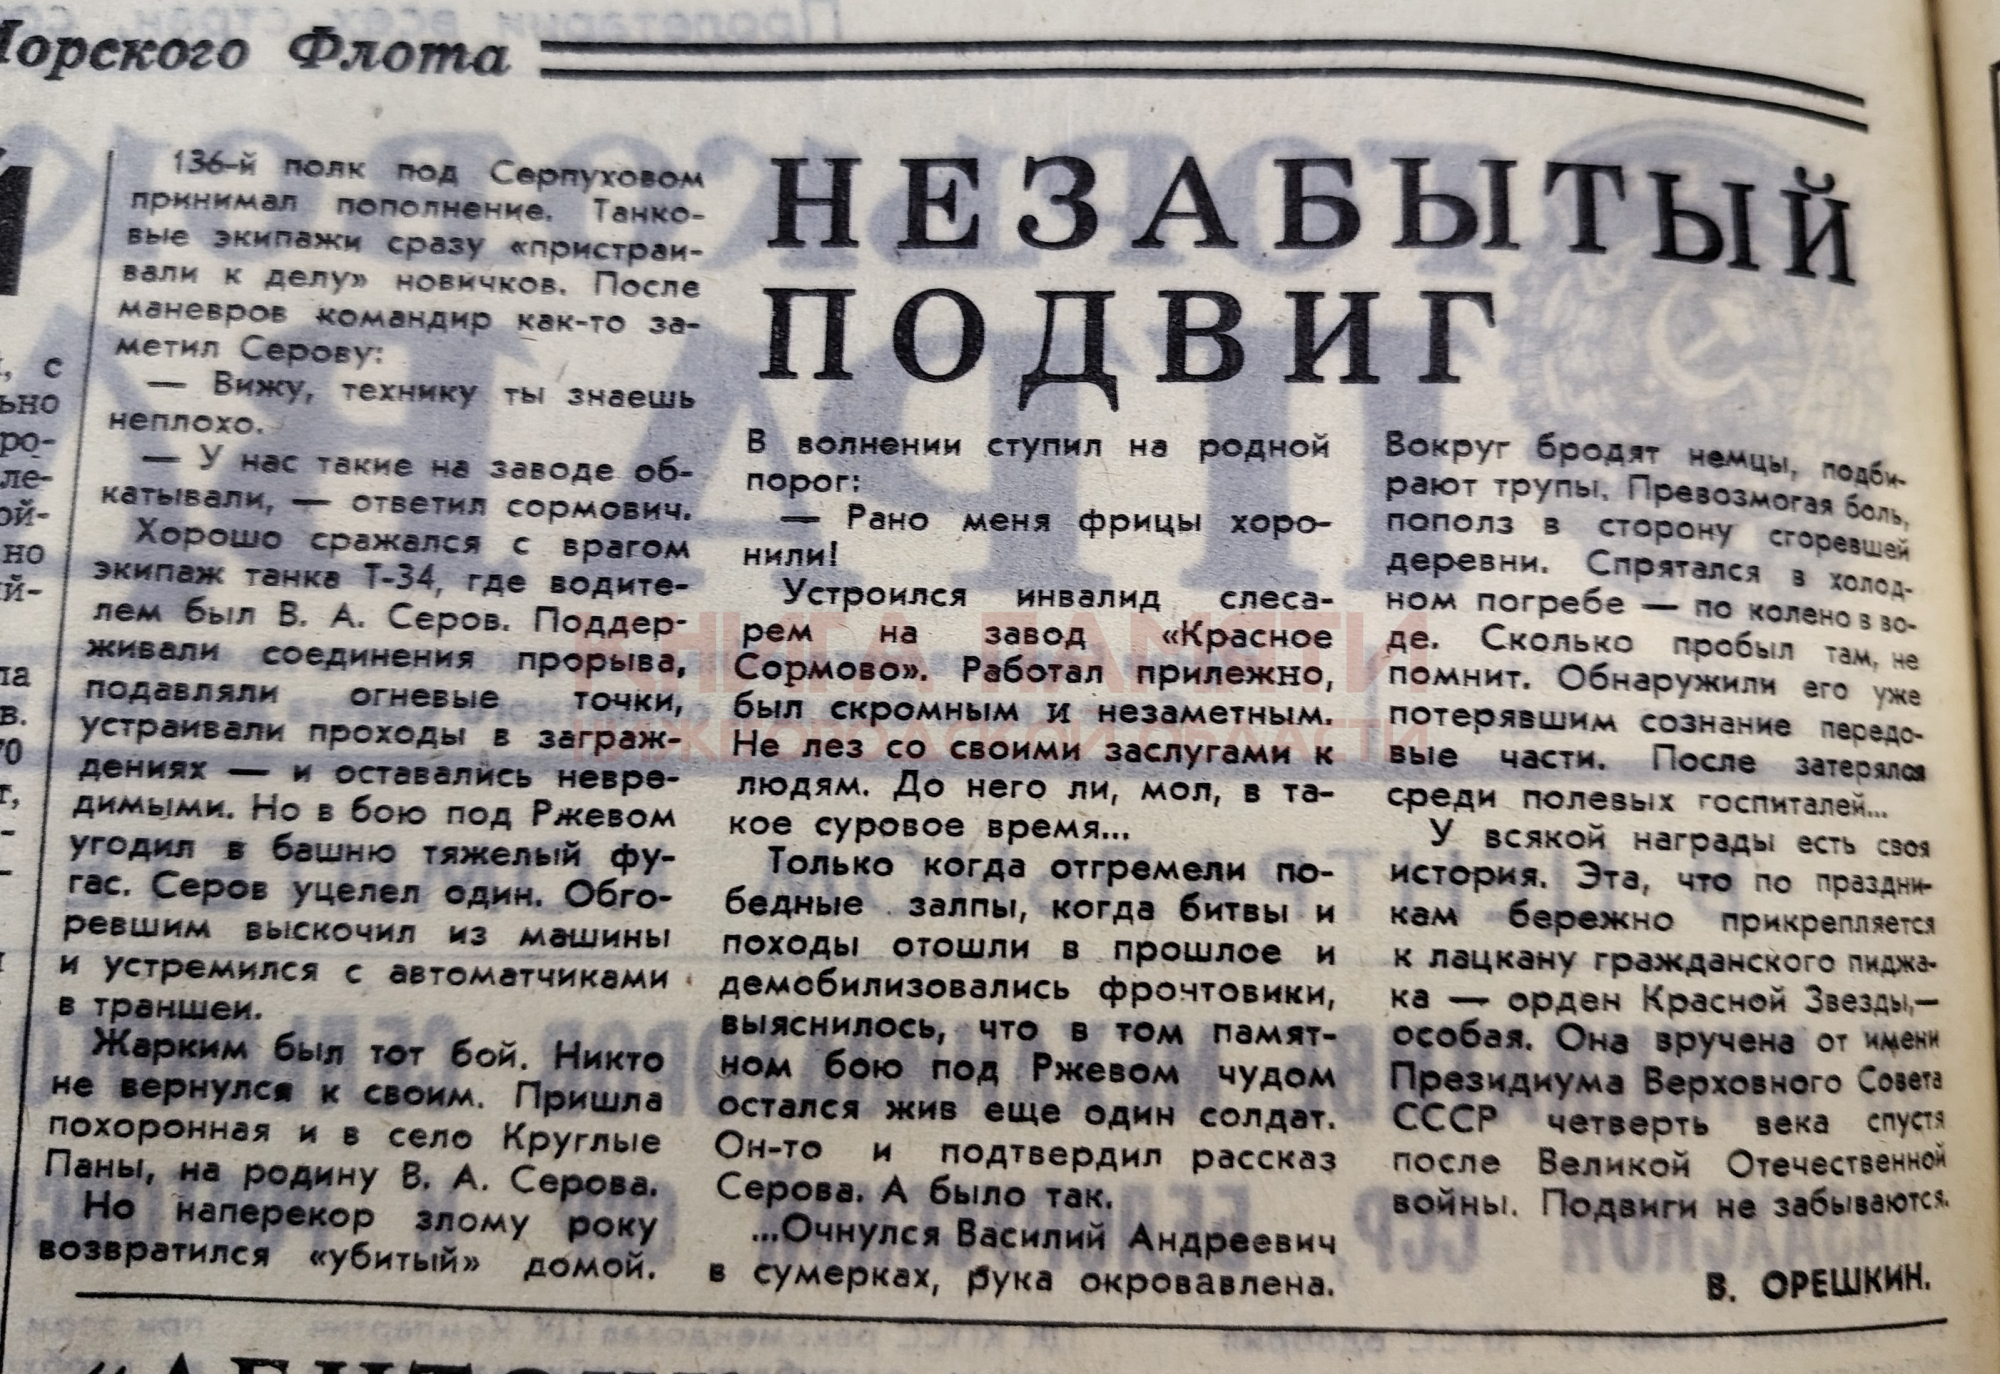 Морского Флота
НЕЗАБЫТЫЙ
ПОДВИГ
136-й полк под Серпуховом
принимал пополнение. Танко-
вые экипажи сразу «пристраи-
вали к делу» новичков. После
маневров командир как-то за-
метил Серову:
— Вижу, технику ты знаешь
неплохо.
— У нас такие на заводе об-
катывали, — ответил сормович.
Хорошо сражался с врагом
экипаж танка Т-34, где водите-
лем был В. А. Серов. Поддер-
живали соединения прорыва,
подавляли огневые точки,
устраивали проходы в заграж-
дениях — и оставались невре-
димыми. Но в бою под Ржевом
угодил в башню тяжелый фу-
гас. Серов уцелел один. Обго-
ревшим выскочил из машины
и устремился с автоматчиками
в траншеи.
Жарким был тот бой. Никто
не вернулся к своим. Пришла
похоронная и в село Круглые
Паны, на родину В. А. Серова.
Но наперекор злому року
возвратился «убитый» домой.
В волнении ступил на родной
порог:
— Рано меня фрицы хоро-
нили!
Устроился инвалид слеса-
рем на завод «Красное
Сормово». Работал прилежно,
был скромным и незаметным.
Не лез со своими заслугами к
людям. До него ли, мол, в та-
кое суровое время...
Только когда отгремели по-
бедные залпы, когда битвы и
походы отошли в прошлое и
демобилизовались фрочтовики,
выяснилось, что в том памят-
ном бою под Ржевом чудом
остался жив еще один солдат.
Он-то и подтвердил рассказ
Серова. А было так.
...Очнулся Василий Андреевич
в сумерках, рука окровавлена.
Вокруг бродят немцы, подби-
рают трупы. Превозмогая боль,
пополз в сторону сгоревшей
деревни. Спрятался в холод-
ном погребе — по колено в во-
де. Сколько пробыл там, не
помнит. Обнаружили его уже
потерявшим сознание передо-
вые части. После затерялся
среди полевых госпиталей...
У всякой награды есть своя
история. Эта, что по праздни-
кам бережно прикрепляется
к лацкану гражданского пиджа-
ка — орден Красной Звезды,—
особая. Она вручена от имени
Президиума Верховного Совета
СССР четверть века спустя
после Великой Отечественной
войны. Подвиги не забываются.
В. ОРЕШКИН.
КНИГА ПАМЯТИ
НИЖЕГОРОДСКОЙ ОБЛАСТИ